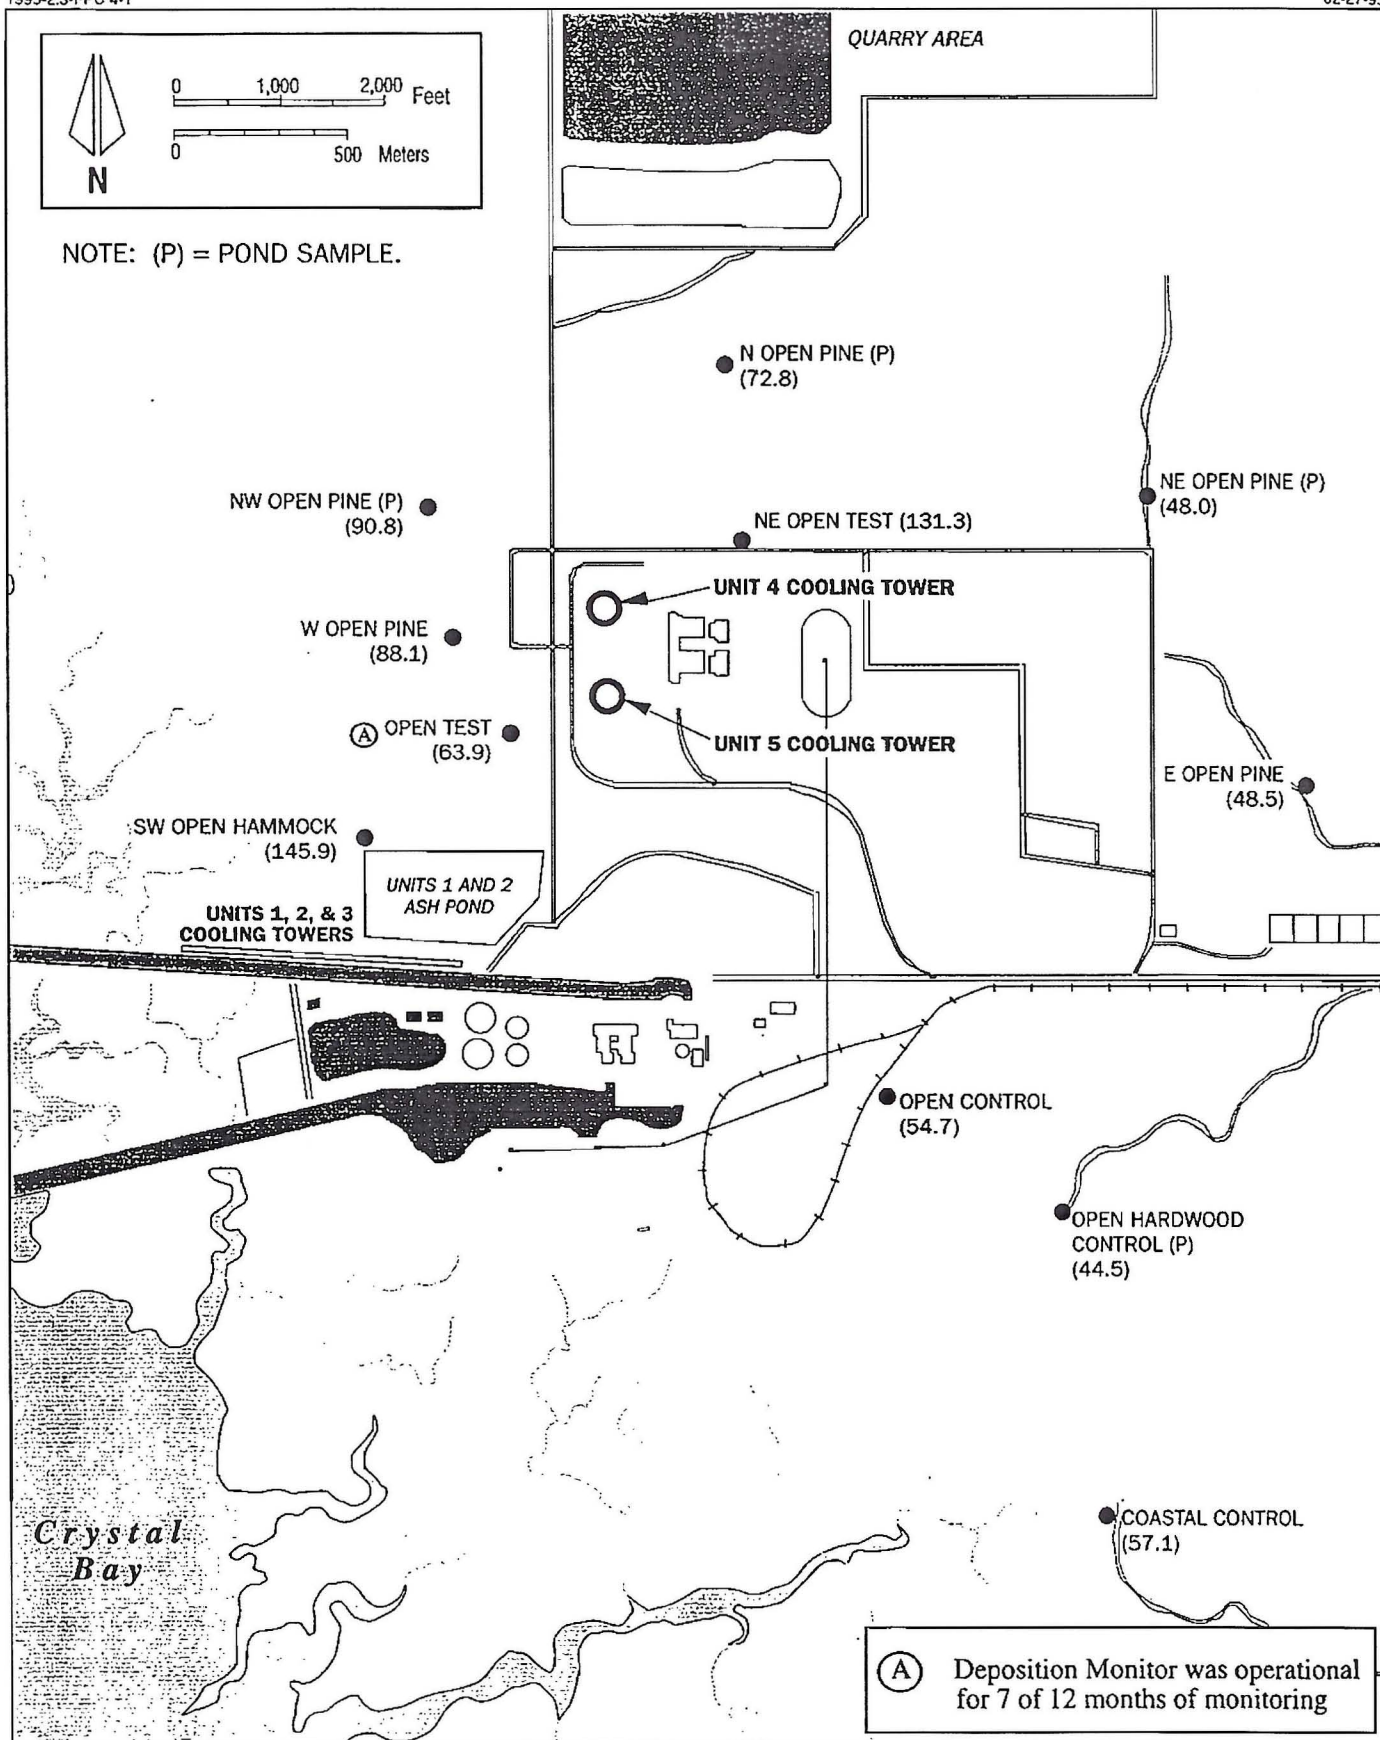 QUARRY AREA
0 1,000 2,000 Feet
0 500 Meters
N
NOTE: (P) = POND SAMPLE.
N OPEN PINE (P)
(72.8)
NW OPEN PINE (P)
(90.8)
NE OPEN PINE (P)
(48.0)
NE OPEN TEST (131.3)
UNIT 4 COOLING TOWER
W OPEN PINE
(88.1)
A OPEN TEST
(63.9)
UNIT 5 COOLING TOWER
E OPEN PINE
(48.5)
SW OPEN HAMMOCK
(145.9)
UNITS 1 AND 2
ASH POND
UNITS 1, 2, & 3
COOLING TOWERS
OPEN CONTROL
(54.7)
OPEN HARDWOOD
CONTROL (P)
(44.5)
Crystal
Bay
COASTAL CONTROL
(57.1)
A Deposition Monitor was operational
for 7 of 12 months of monitoring